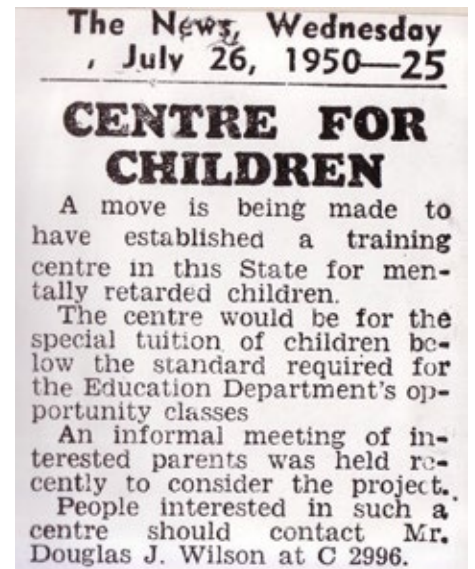 The News, Wednesday
, July 26, 1950—25
CENTRE FOR
CHILDREN
A move is being made to
have established a training
centre in this State for men-
tally retarded children.
The centre would be for the
special tuition of children be-
low the standard required for
the Education Department's op-
portunity classes
An informal meeting of in-
terested parents was held re-
cently to consider the project.
People interested in such a
centre should contact Mr.
Douglas J. Wilson at C 2996.